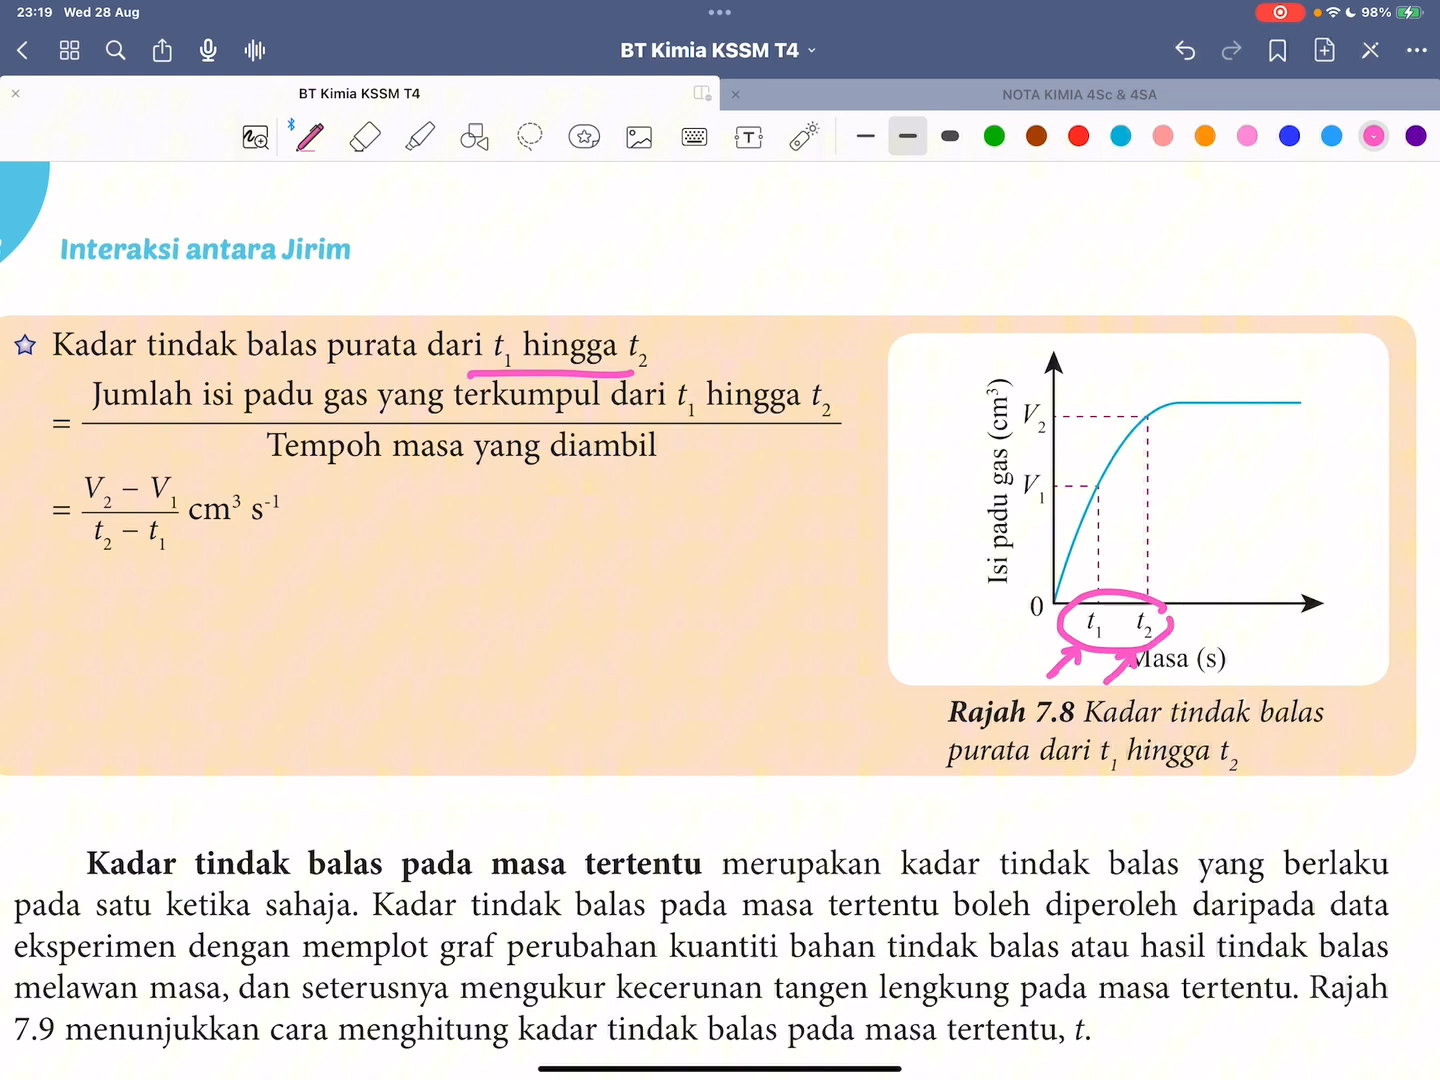 23:19 Wed 28 Aug
98%
BT Kimia KSSM T4
BT Kimia KSSM T4
NOTA KIMIA 4Sc & 4SA
T
Interaksi antara Jirim
Kadar tindak balas purata dari t₁ hingga t₂
= Jumlah isi padu gas yang terkumpul dari t₁ hingga t₂
Tempoh masa yang diambil
= V₂ − V₁
t₂ − t₁
cm³ s⁻¹
Isi padu gas (cm³)
V₂
V₁
0
t₁ t₂
Masa (s)
Rajah 7.8 Kadar tindak balas
purata dari t₁ hingga t₂
Kadar tindak balas pada masa tertentu merupakan kadar tindak balas yang berlaku
pada satu ketika sahaja. Kadar tindak balas pada masa tertentu boleh diperoleh daripada data
eksperimen dengan memplot graf perubahan kuantiti bahan tindak balas atau hasil tindak balas
melawan masa, dan seterusnya mengukur kecerunan tangen lengkung pada masa tertentu. Rajah
7.9 menunjukkan cara menghitung kadar tindak balas pada masa tertentu, t.